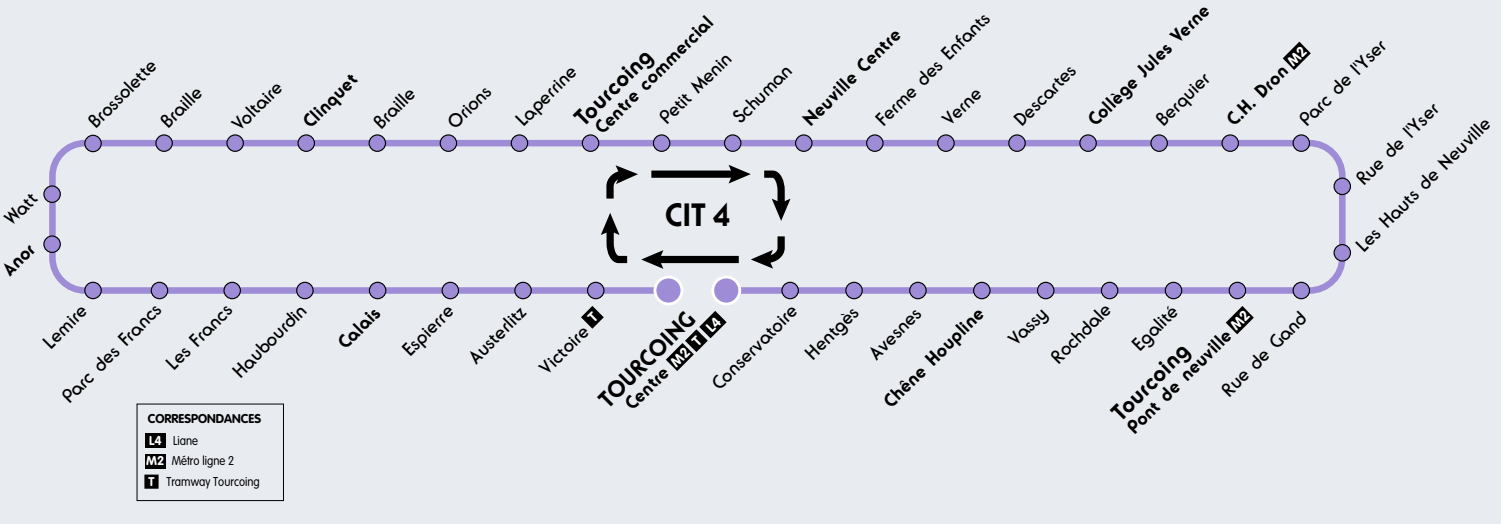 Brossolette
Braille
Voltaire
Clinquet
Braille
Orions
Laperrine
Tourcoing
Centre commercial
Petit Menin
Schuman
Neuville Centre
Ferme des Enfants
Verne
Descartes
Collège Jules Verne
Berquier
C.H. Dron M2
Parc de l'Yser
Rue de l'Yser
Les Hauts de Neuville
Watt
Anor
CIT 4
Lemire
Parc des Francs
Les Francs
Haubourdin
Calais
Espierre
Austerlitz
Victoire T
TOURCOING
Centre M2 T L4
Conservatoire
Hentgès
Avesnes
Chêne Houpline
Vassy
Rochdale
Egalité
Tourcoing
Pont de neuville M2
Rue de Gand
CORRESPONDANCES
L4 Liane
M2 Métro ligne 2
T Tramway Tourcoing